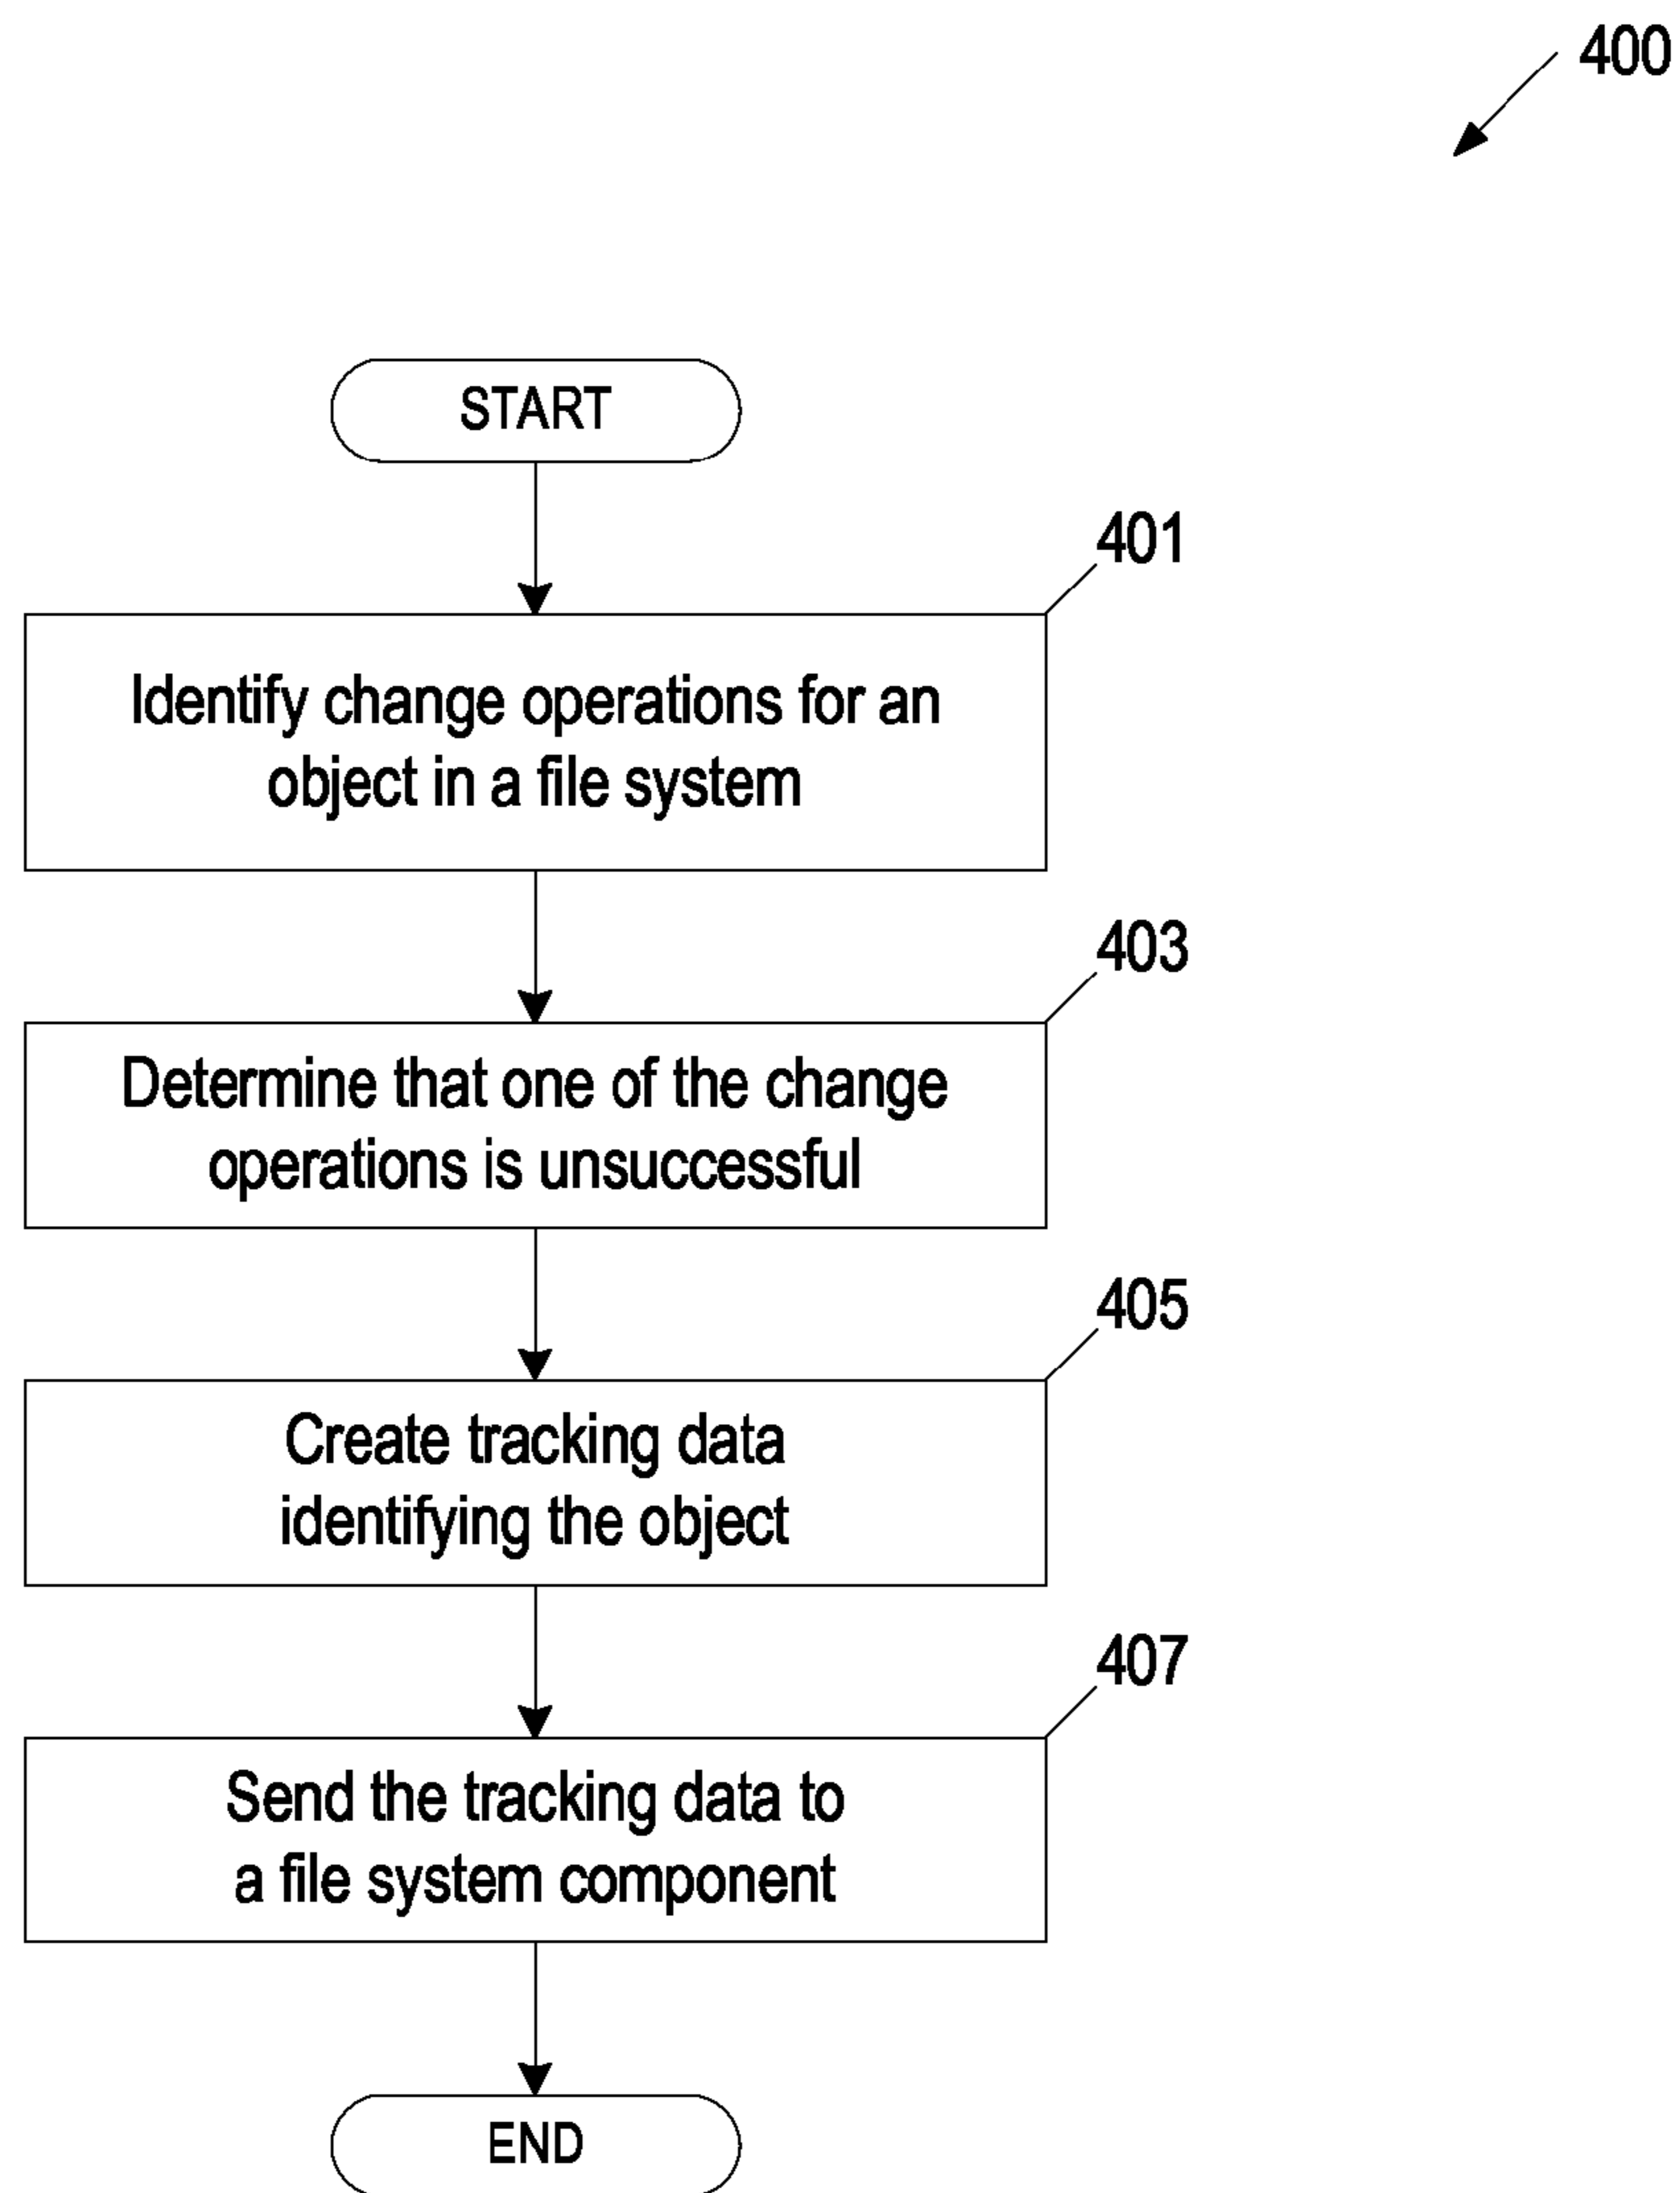 400
START
401
Identify change operations for an
object in a file system
403
Determine that one of the change
operations is unsuccessful
405
Create tracking data
identifying the object
407
Send the tracking data to
a file system component
END